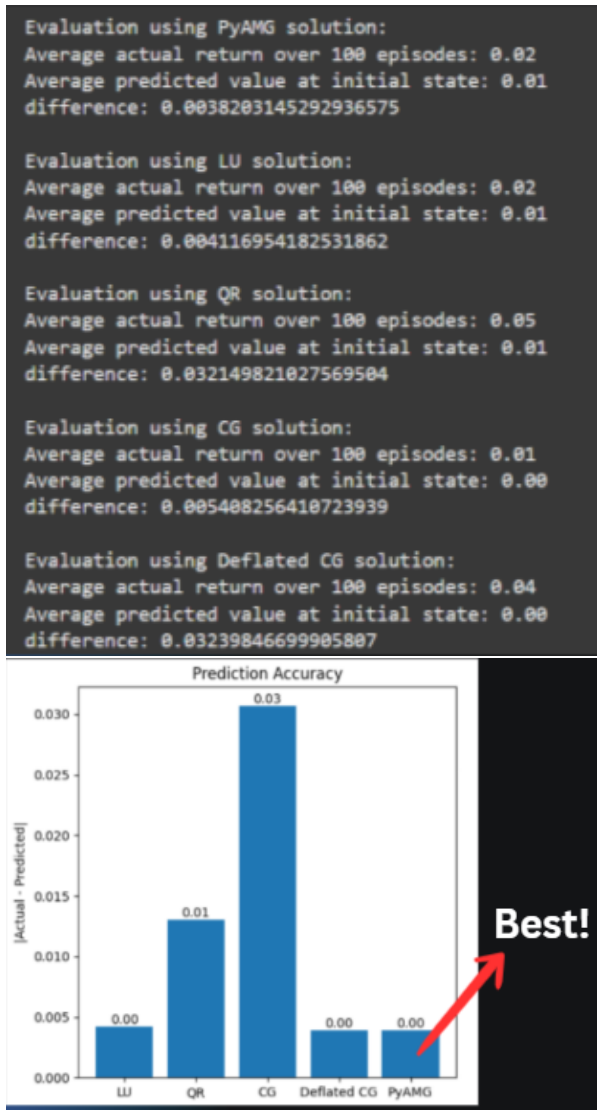 Evaluation using PyAMG solution:
Average actual return over 100 episodes: 0.02
Average predicted value at initial state: 0.01
difference: 0.0038203145292936575
Evaluation using LU solution:
Average actual return over 100 episodes: 0.02
Average predicted value at initial state: 0.01
difference: 0.004116954182531862
Evaluation using QR solution:
Average actual return over 100 episodes: 0.05
Average predicted value at initial state: 0.01
difference: 0.032149821027569504
Evaluation using CG solution:
Average actual return over 100 episodes: 0.01
Average predicted value at initial state: 0.00
difference: 0.005408256410723939
Evaluation using Deflated CG solution:
Average actual return over 100 episodes: 0.04
Average predicted value at initial state: 0.00
difference: 0.03239846699905807
Prediction Accuracy
|Actual - Predicted|
0.030
0.025
0.020
0.015
0.010
0.005
0.000
0.00
0.01
0.03
0.00
0.00
LU
QR
CG
Deflated CG
PyAMG
Best!